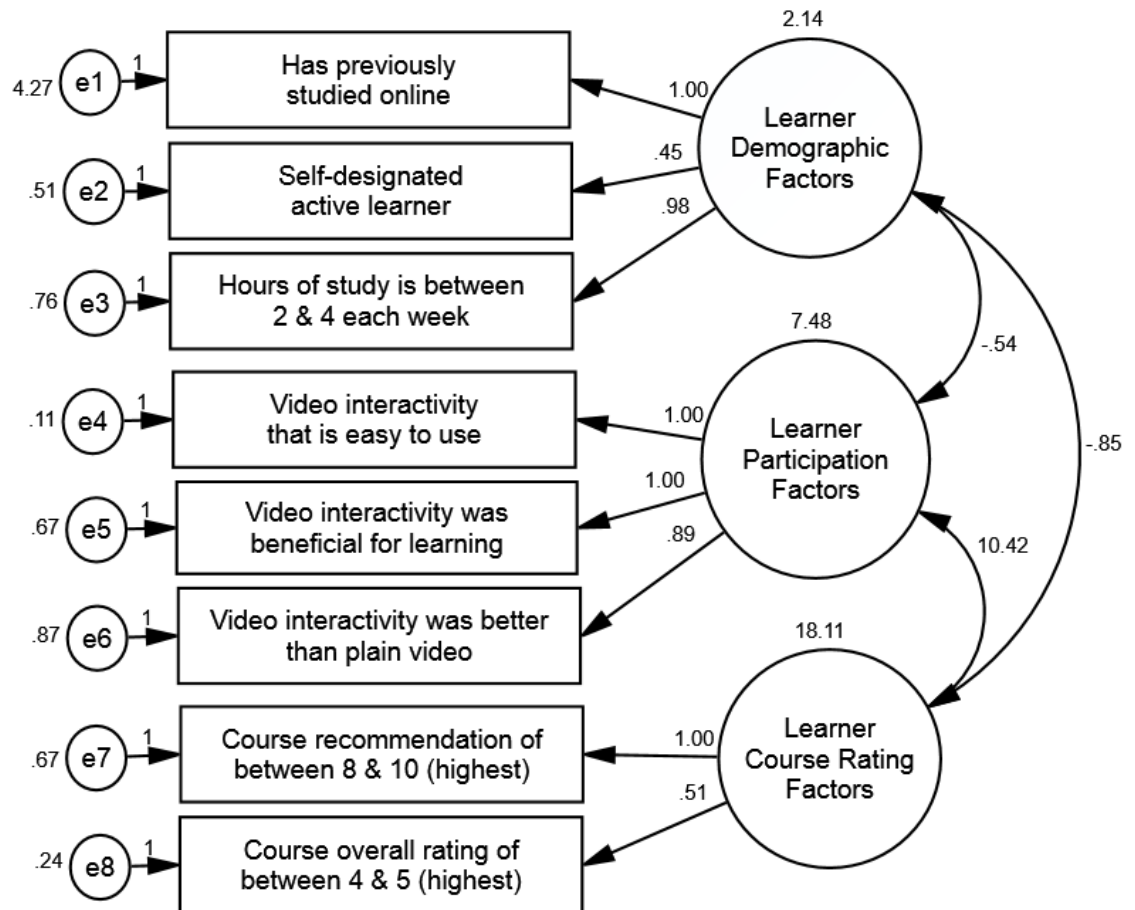 2.14
4.27
e1
1
Has previously
studied online
1.00
Learner
Demographic
Factors
.51
e2
1
Self-designated
active learner
.45
.76
e3
1
Hours of study is between
2 & 4 each week
.98
-.54
7.48
.11
e4
1
Video interactivity
that is easy to use
1.00
Learner
Participation
Factors
-.85
.67
e5
1
Video interactivity was
beneficial for learning
1.00
.87
e6
1
Video interactivity was better
than plain video
.89
10.42
18.11
.67
e7
1
Course recommendation of
between 8 & 10 (highest)
1.00
Learner
Course Rating
Factors
.24
e8
1
Course overall rating of
between 4 & 5 (highest)
.51